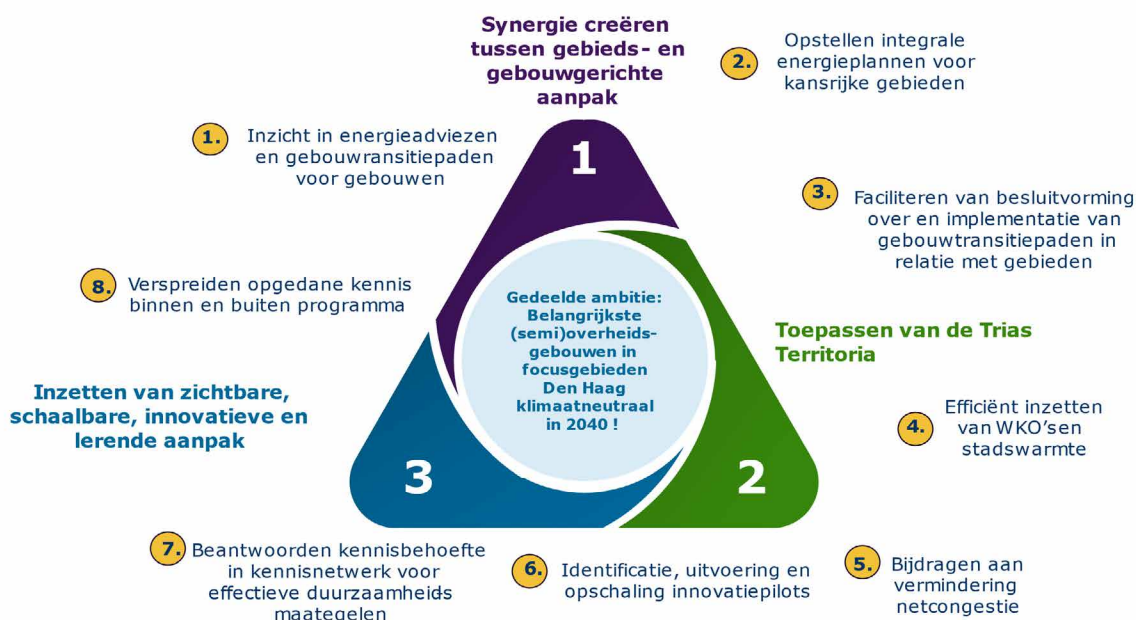 Synergie creëren
tussen gebieds- en
gebouwgerichte
aanpak
1
1.
Inzicht in energieadviezen
en gebouwransitiepaden
voor gebouwen
2.
Opstellen integrale
energieplannen voor
kansrijke gebieden
3.
Faciliteren van besluitvorming
over en implementatie van
gebouwtransitiepaden in
relatie met gebieden
Toepassen van de Trias
Territoria
2
4.
Efficiënt inzetten
van WKO'sen
stadswarmte
5.
Bijdragen aan
vermindering
netcongestie
6.
Identificatie, uitvoering en
opschaling innovatiepilots
7.
Beantwoorden kennisbehoefte
in kennisnetwerk voor
effectieve duurzaamheids
maategelen
3
Inzetten van zichtbare,
schaalbare, innovatieve en
lerende aanpak
8.
Verspreiden opgedane kennis
binnen en buiten programma
Gedeelde ambitie:
Belangrijkste
(semi)overheids-
gebouwen in
focusgebieden
Den Haag
klimaatneutraal
in 2040 !